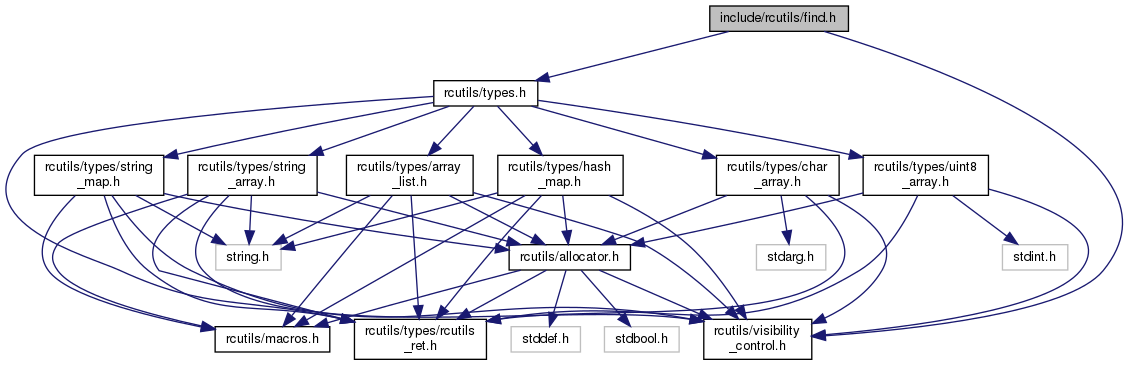 include/rcutils/find.h
rcutils/types.h
rcutils/types/string
_map.h
rcutils/types/string
_array.h
rcutils/types/array
_list.h
rcutils/types/hash
_map.h
rcutils/types/char
_array.h
rcutils/types/uint8
_array.h
string.h
rcutils/allocator.h
stdarg.h
stdint.h
rcutils/macros.h
rcutils/types/rcutils
_ret.h
stddef.h
stdbool.h
rcutils/visibility
_control.h